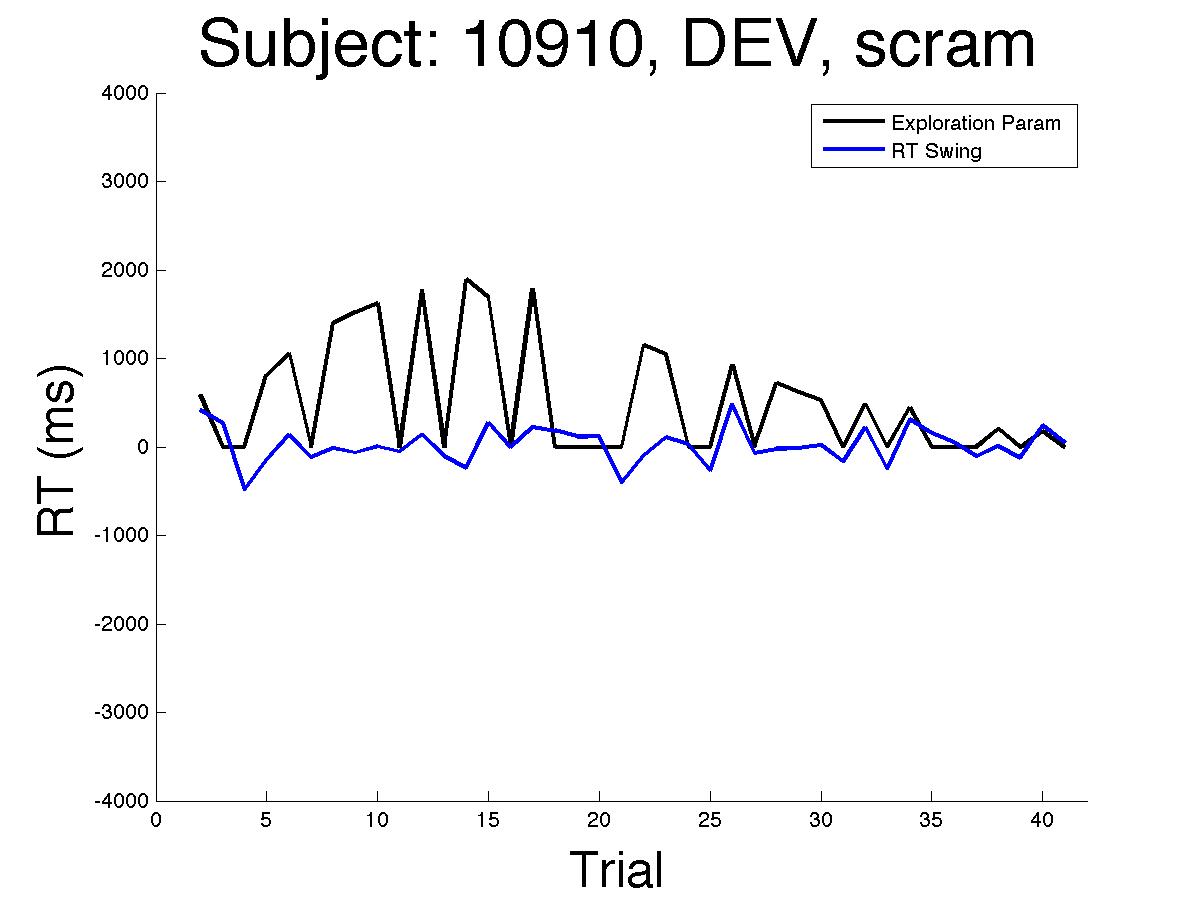 Subject: 10910, DEV, scram
4000
3000
2000
1000
0
-1000
-2000
-3000
-4000
RT (ms)
Exploration Param
RT Swing
0 5 10 15 20 25 30 35 40
Trial